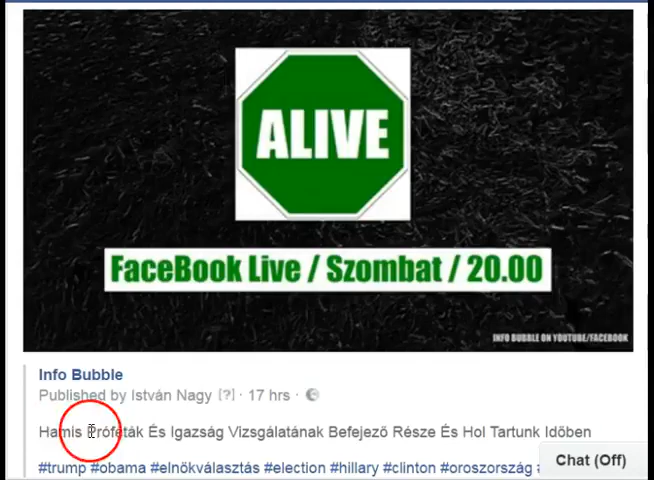 ALIVE
FaceBook Live / Szombat / 20.00
INFO BUBBLE ON YOUTUBE/FACEBOOK
Info Bubble
Published by István Nagy [?] · 17 hrs ·
Hamis Próféták És Igazság Vizsgálatának Befejező Része És Hol Tartunk Időben
#trump #obama #elnökválasztás #election #hillary #clinton #oroszország #
Chat (Off)